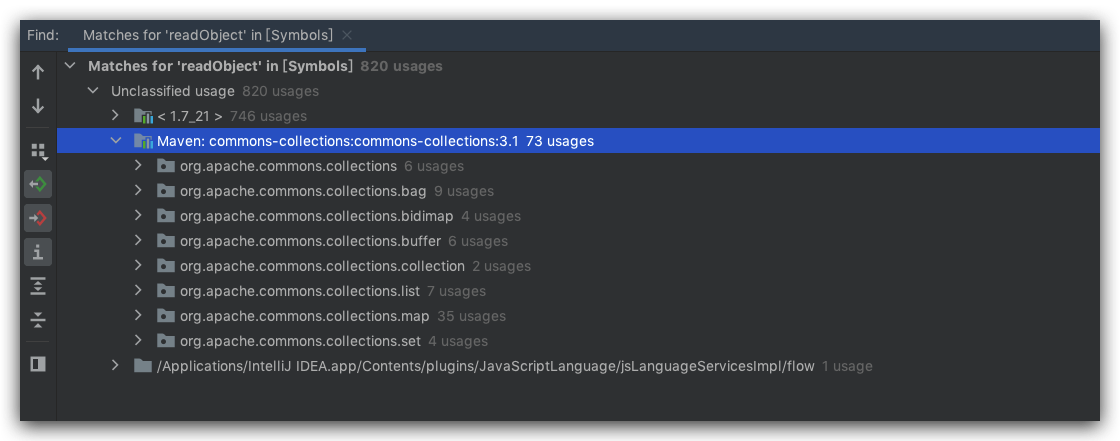 Find: Matches for 'readObject' in [Symbols]
Matches for 'readObject' in [Symbols] 820 usages
Unclassified usage 820 usages
< 1.7_21 > 746 usages
Maven: commons-collections:commons-collections:3.1 73 usages
org.apache.commons.collections 6 usages
org.apache.commons.collections.bag 9 usages
org.apache.commons.collections.bidimap 4 usages
org.apache.commons.collections.buffer 6 usages
org.apache.commons.collections.collection 2 usages
org.apache.commons.collections.list 7 usages
org.apache.commons.collections.map 35 usages
org.apache.commons.collections.set 4 usages
/Applications/IntelliJ IDEA.app/Contents/plugins/JavaScriptLanguage/jsLanguageServicesImpl/flow 1 usage